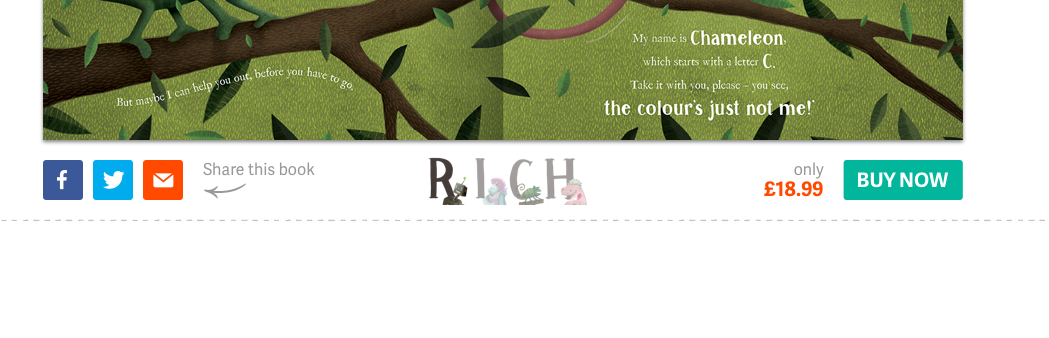 But maybe I can help you out, before you have to go.
My name is Chameleon,
which starts with a letter C.
Take it with you, please – you see,
the colour's just not me!'
Share this book
RICH
only
£18.99
BUY NOW